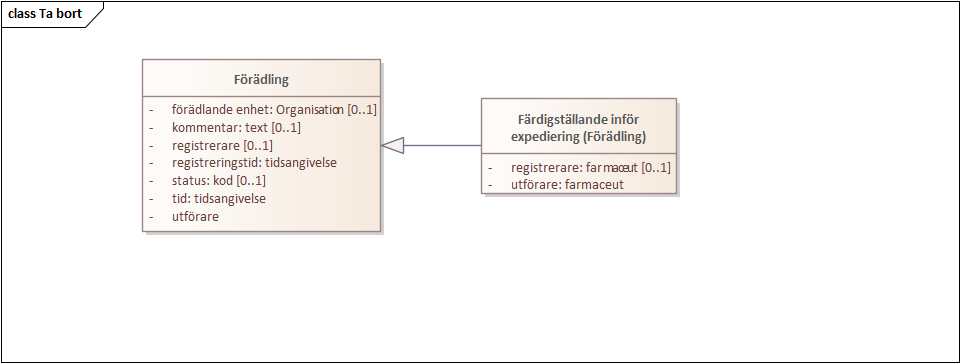 class Ta bort
Förädling
- förädlande enhet: Organisation [0..1]
- kommentar: text [0..1]
- registrerare [0..1]
- registreringstid: tidsangivelse
- status: kod [0..1]
- tid: tidsangivelse
- utförare
Färdigställande inför
expediering (Förädling)
- registrerare: farmaceut [0..1]
- utförare: farmaceut